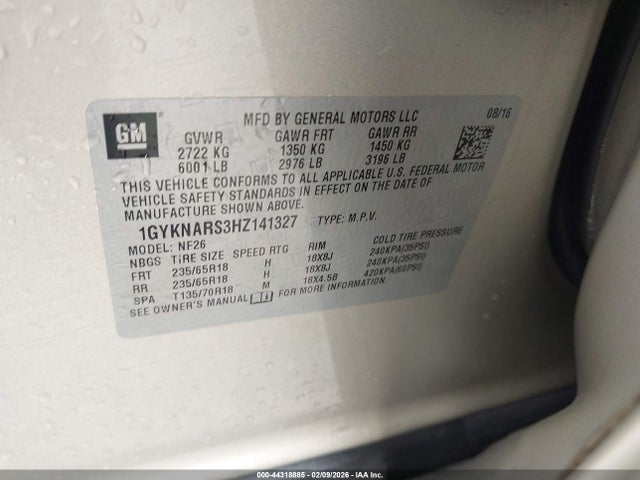 GM
MFD BY GENERAL MOTORS LLC
08/16
GVWR GAWR FRT GAWR RR
2722 KG 1350 KG 1450 KG
6001 LB 2976 LB 3196 LB
THIS VEHICLE CONFORMS TO ALL APPLICABLE U.S. FEDERAL MOTOR
VEHICLE SAFETY STANDARDS IN EFFECT ON THE DATE OF
MANUFACTURE SHOWN ABOVE.
1GYKNARS3HZ141327 TYPE: M.P.V.
MODEL: NF26
NBGS TIRE SIZE SPEED RTG RIM COLD TIRE PRESSURE
FRT 235/65R18 H 18X8J 240KPA(35PSI)
RR 235/65R18 H 18X8J 240KPA(35PSI)
SPA T135/70R18 M 18X4.5B 420KPA(60PSI)
SEE OWNER'S MANUAL FOR MORE INFORMATION.
000-44318885 - 02/09/2026 - IAA Inc.